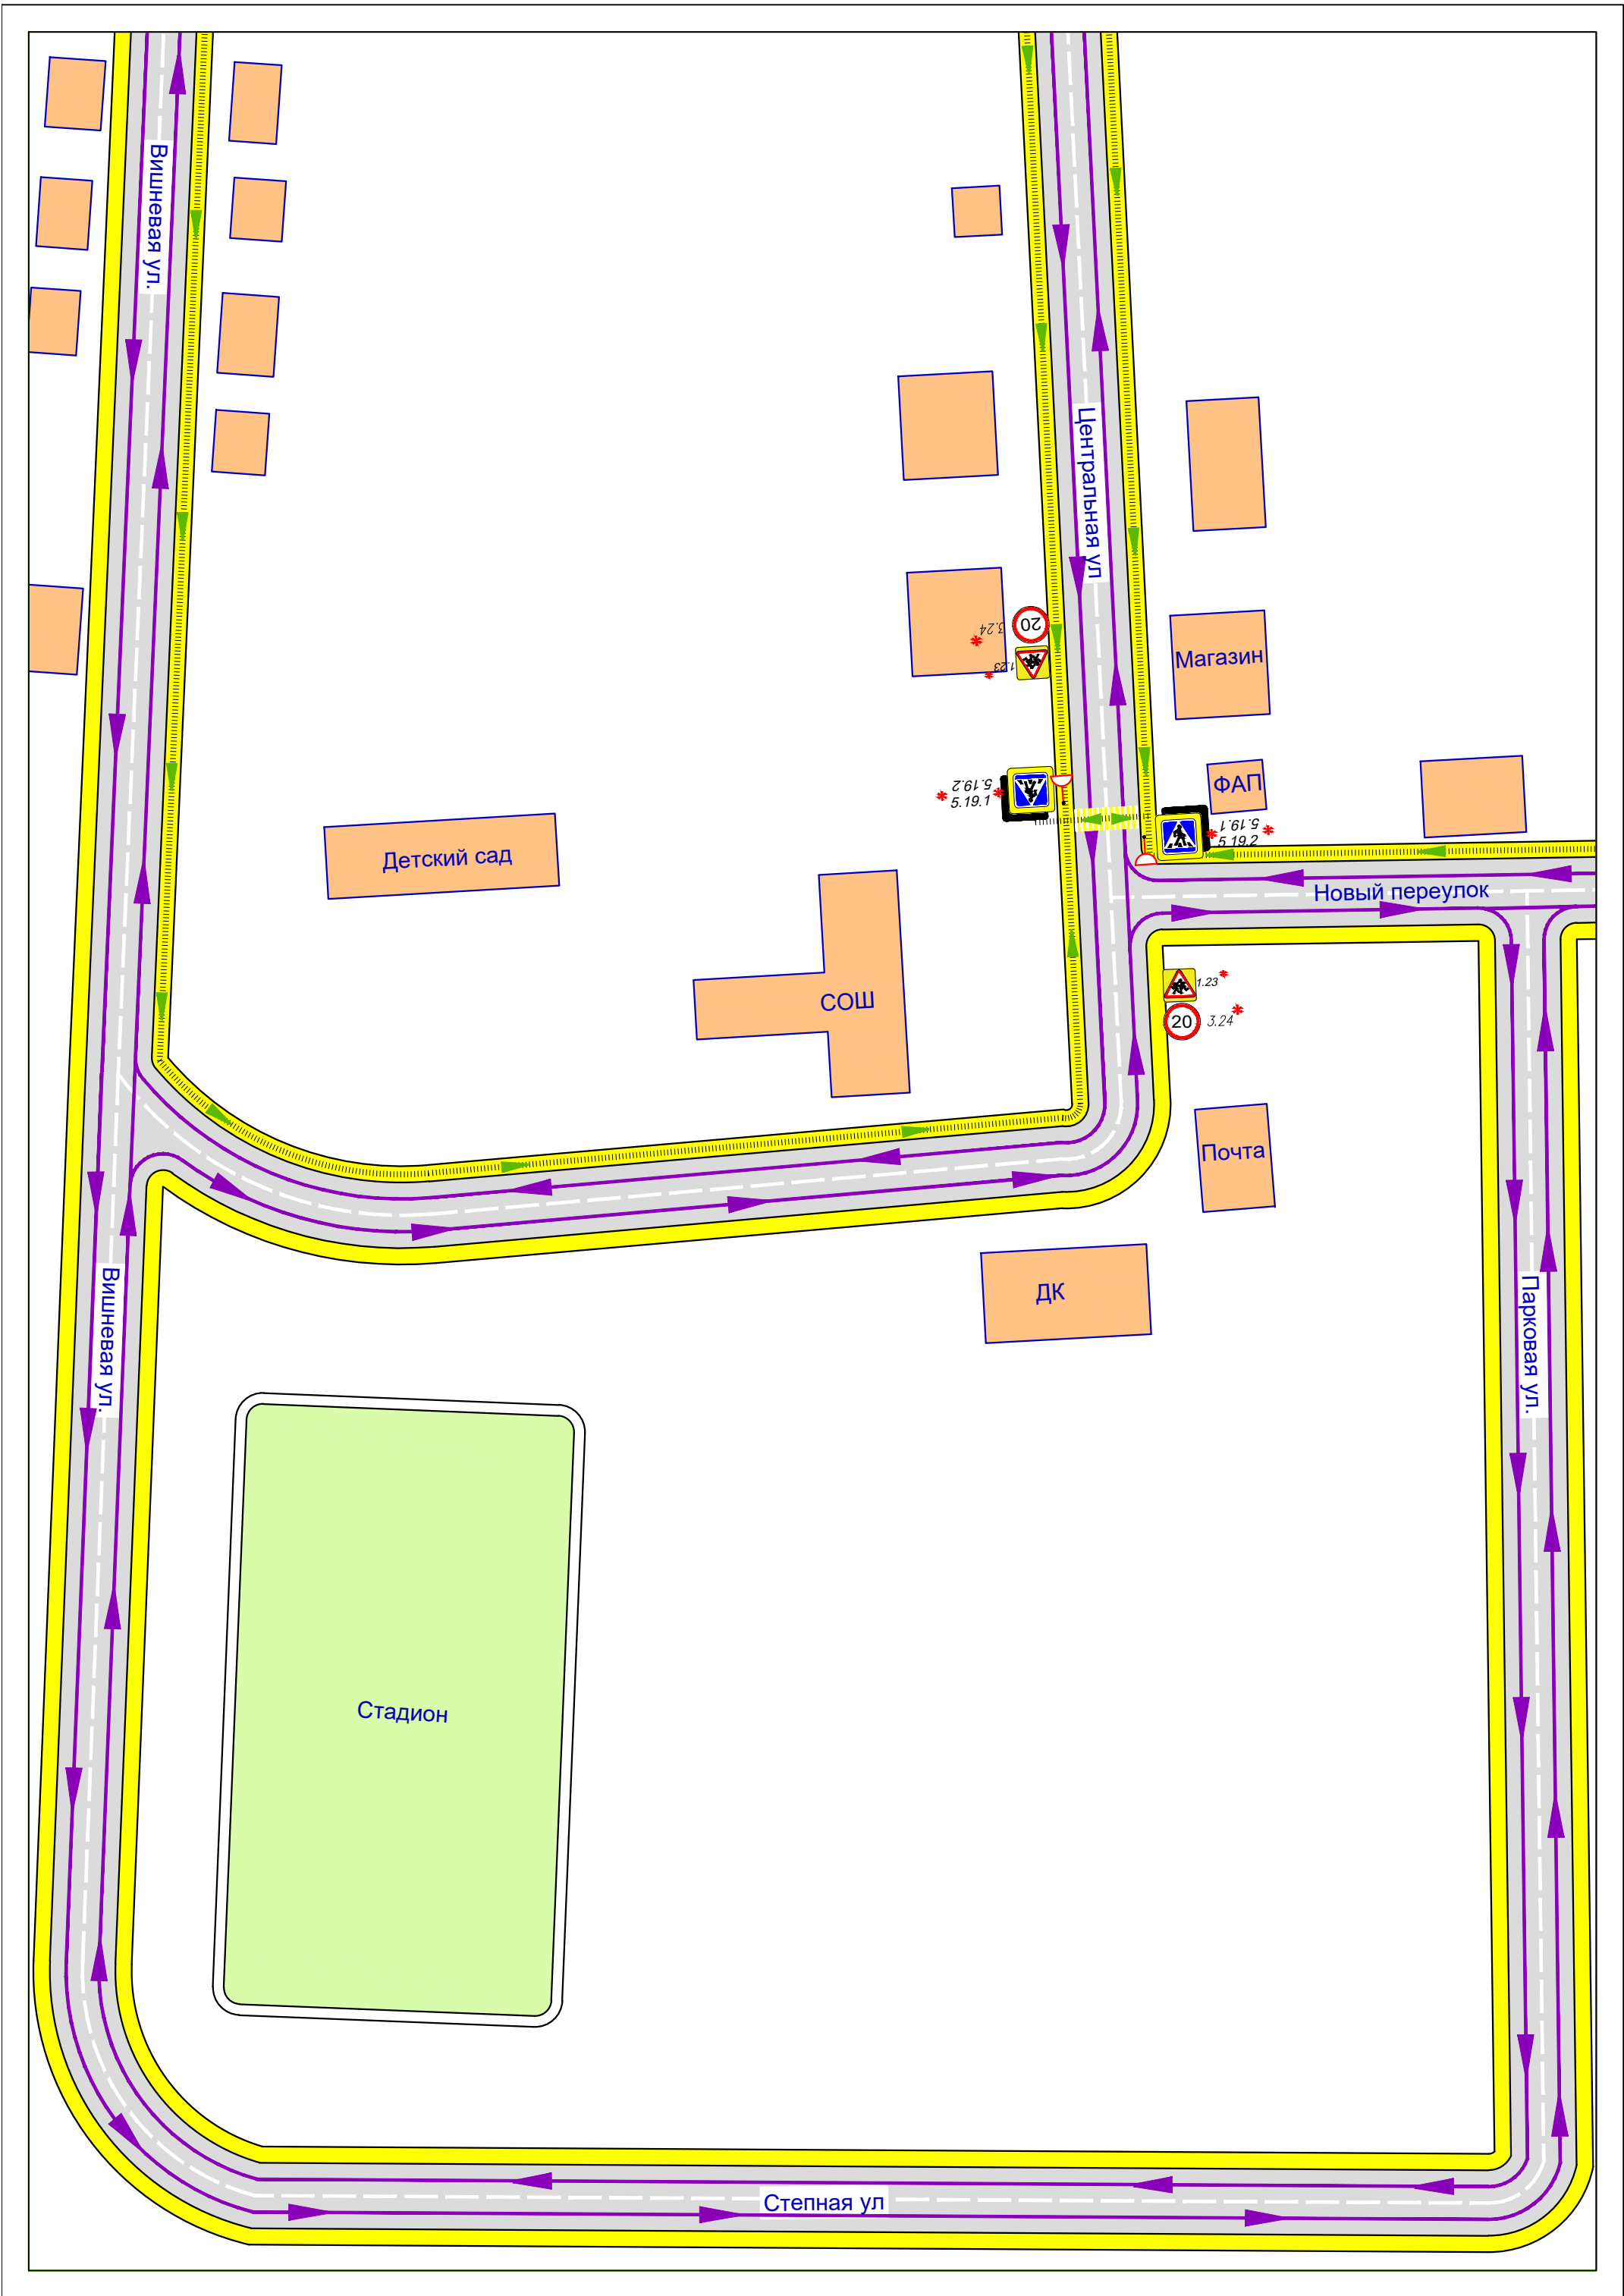 Вишневая ул.
Центральная ул
20
3.24
*
1.23
*
Магазин
ФАП
5.19.2
5.19.1
*
*
5.19.1
5.19.2
*
*
Детский сад
Новый переулок
СОШ
1.23
*
20
3.24
*
Почта
ДК
Вишневая ул.
Парковая ул.
Стадион
Степная ул